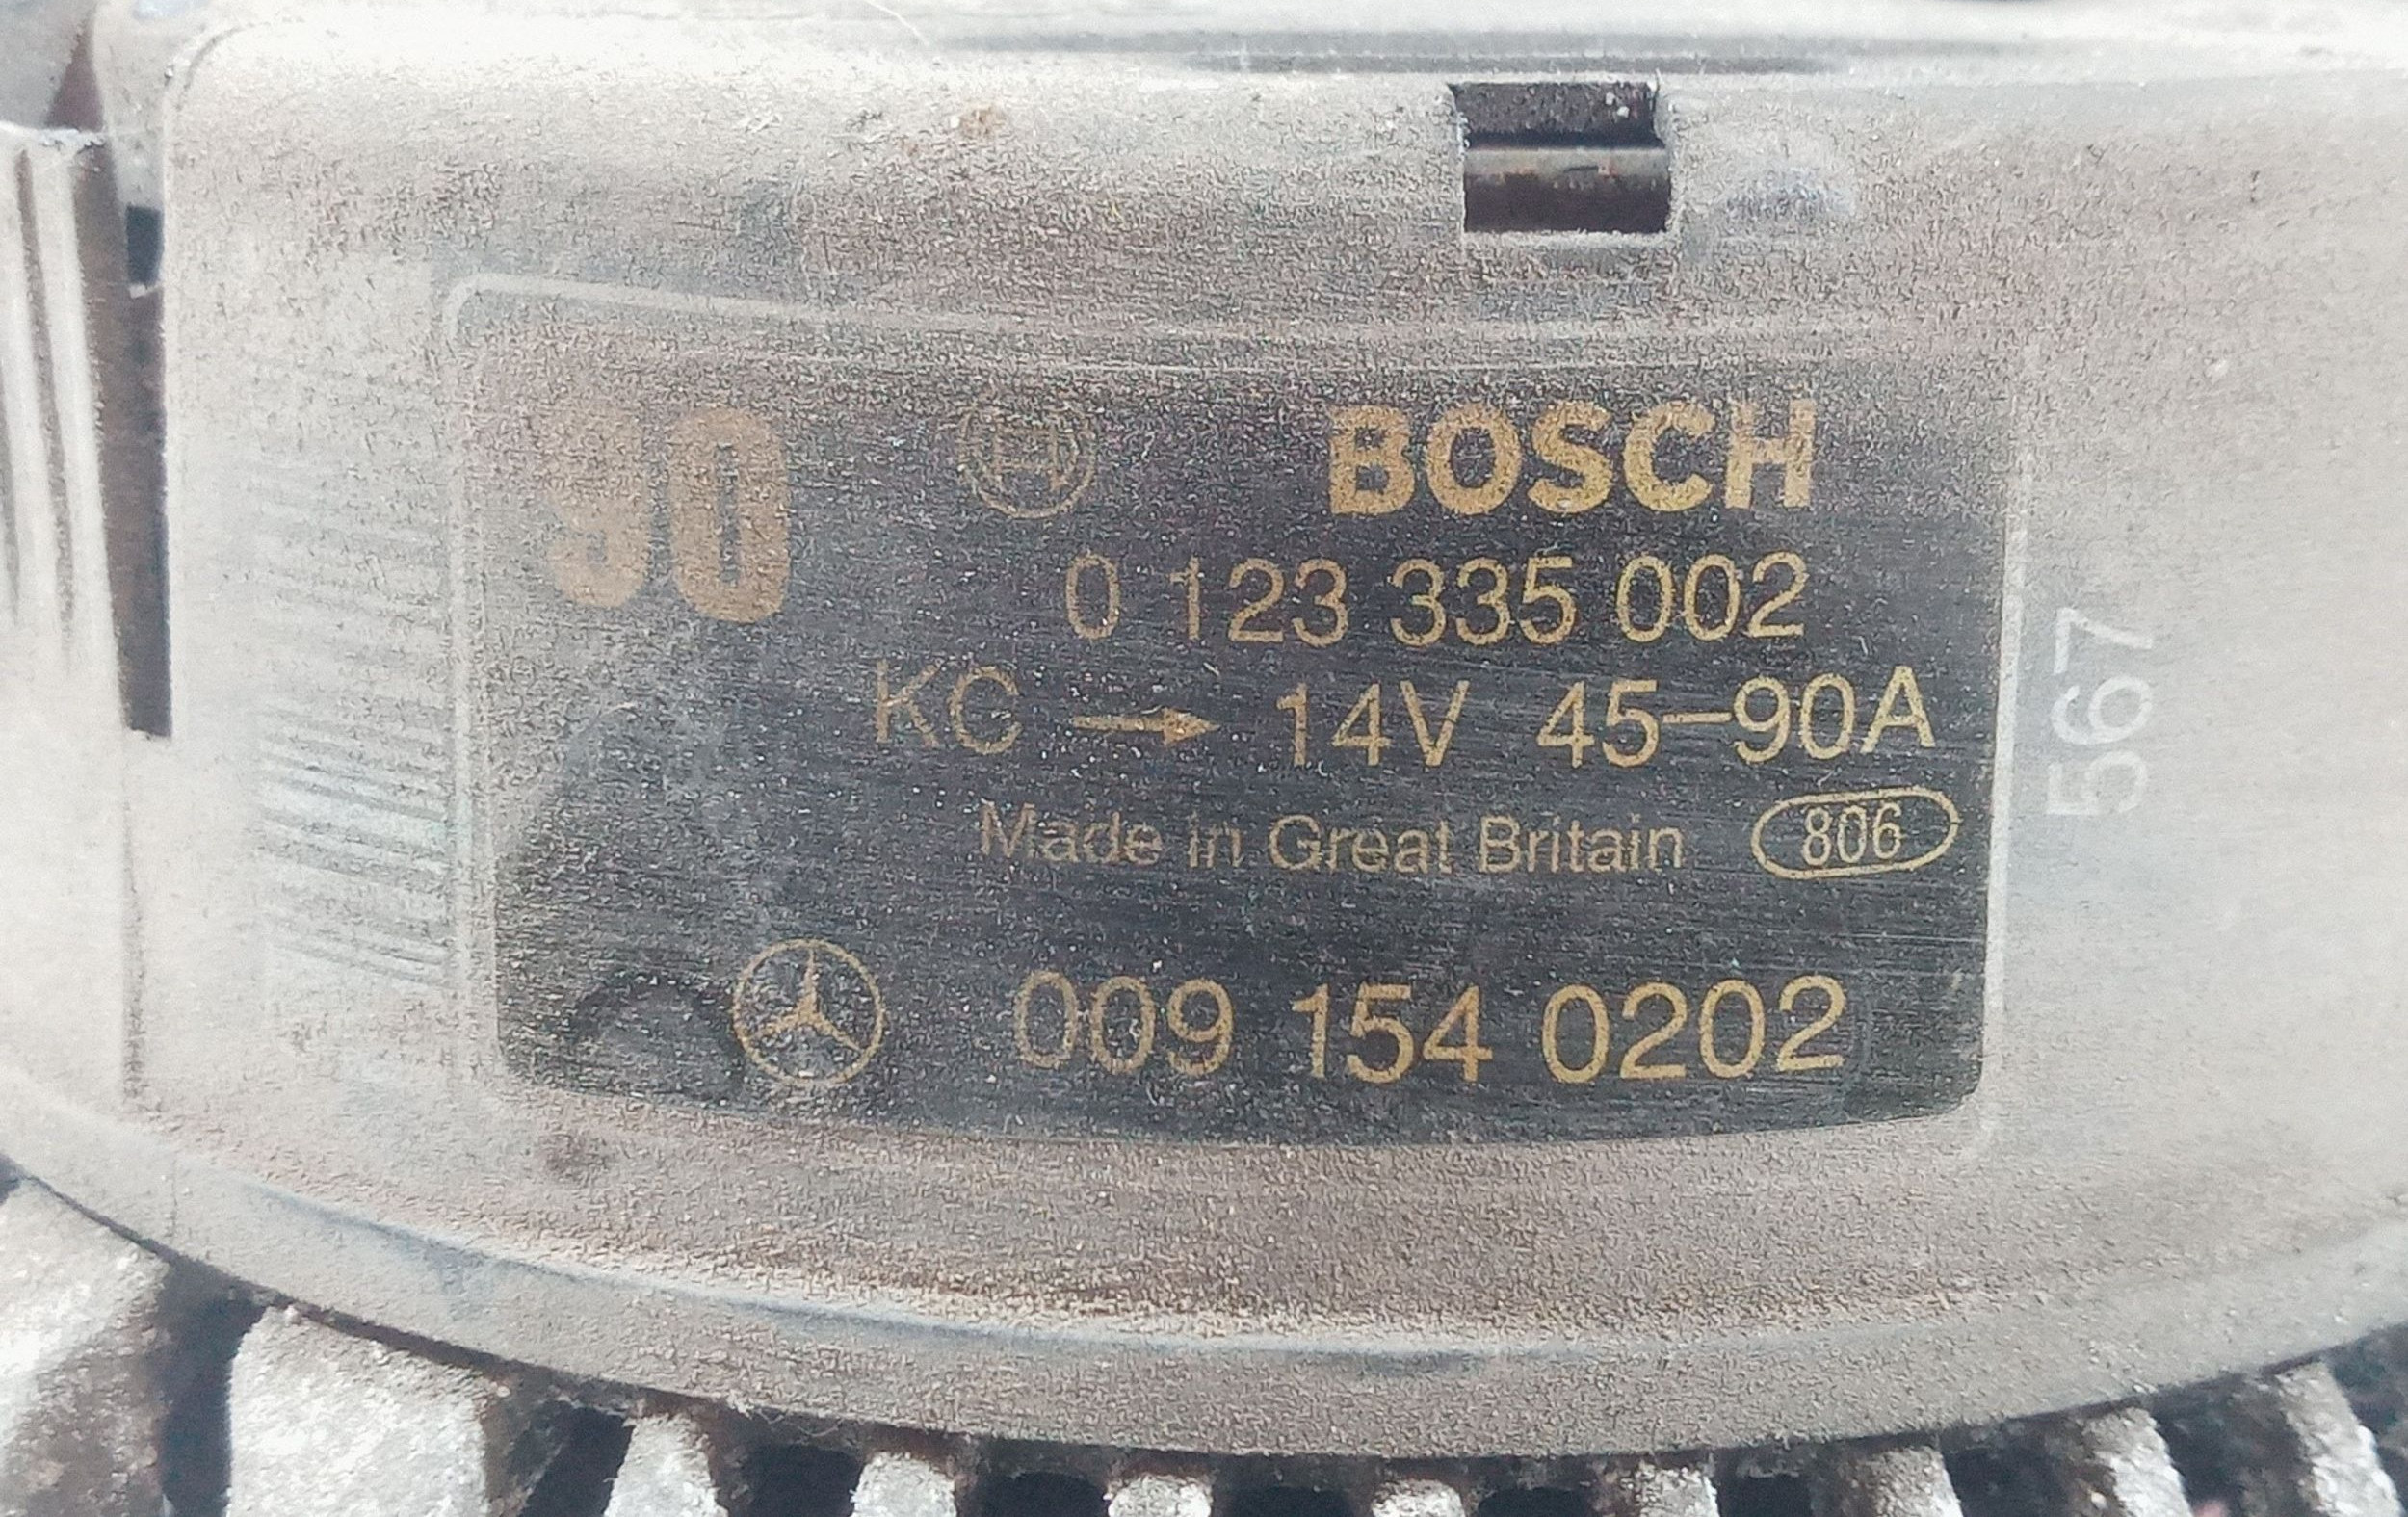 90 BOSCH
0 123 335 002
KC → 14V 45-90A
Made in Great Britain 806
009 154 0202
567